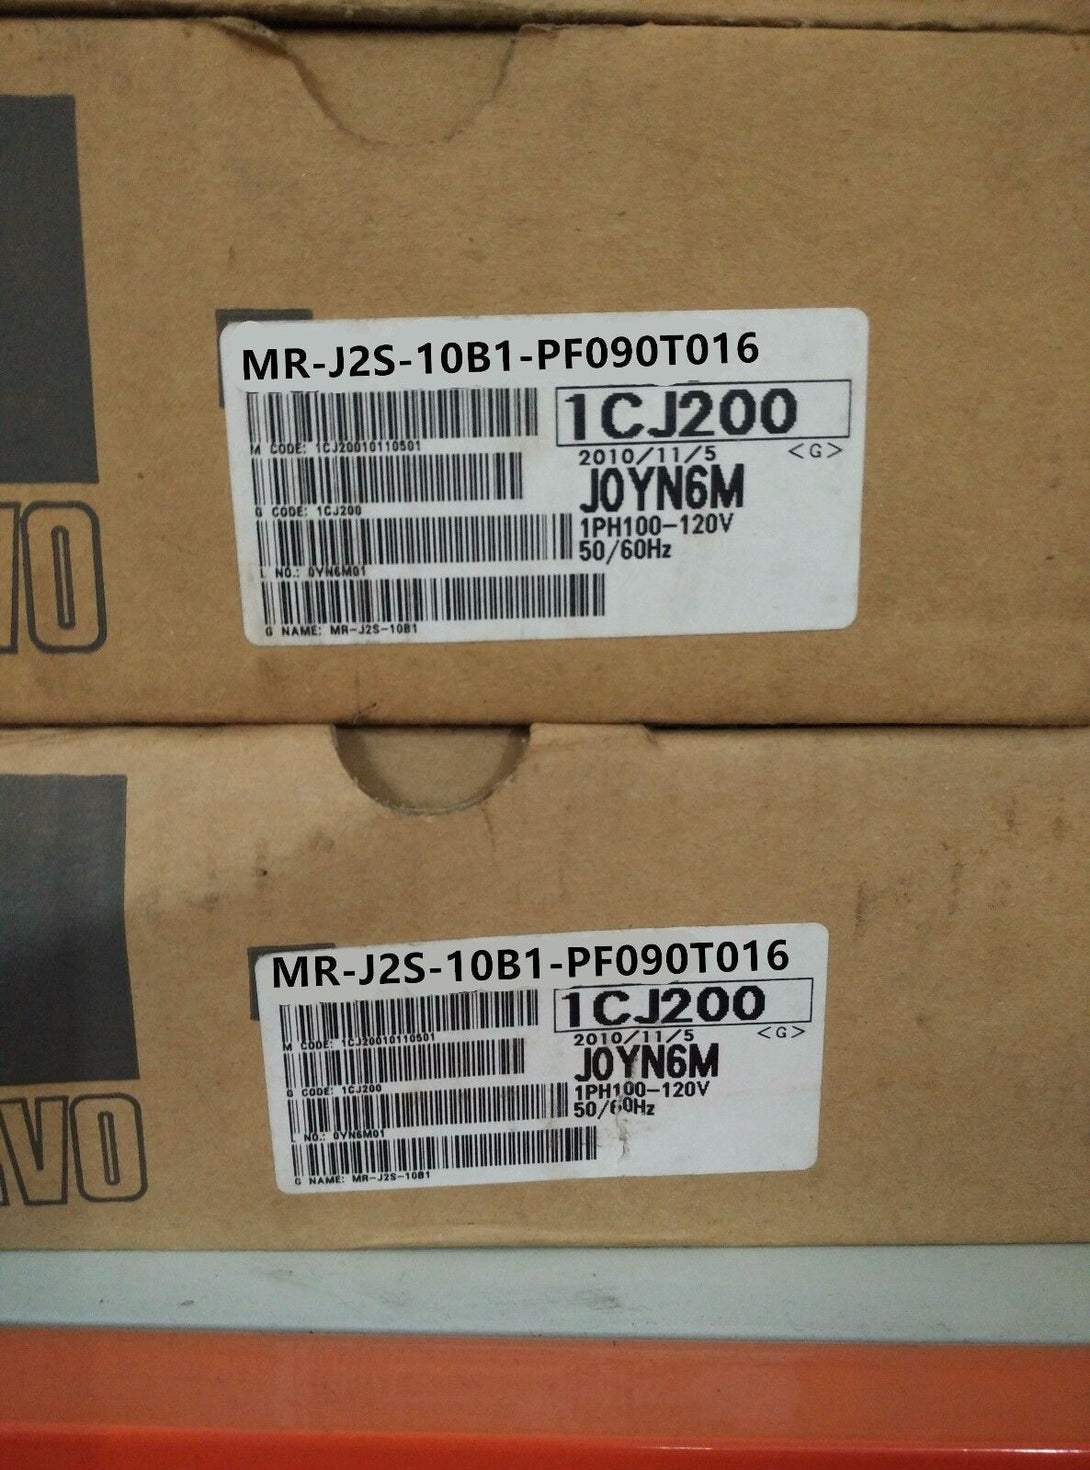 MR-J2S-10B1-PF090T016
1CJ200
M CODE: 1CJ20010110501
2010/11/5 <G>
J0YN6M
G CODE: 1CJ200
1PH100-120V
50/60Hz
L NO.: 0YN6M01
G NAME: MR-J2S-10B1
VO
MR-J2S-10B1-PF090T016
1CJ200
M CODE: 1CJ20010110501
2010/11/5 <G>
J0YN6M
G CODE: 1CJ200
1PH100-120V
50/60Hz
L NO.: 0YN6M01
G NAME: MR-J2S-10B1
VO